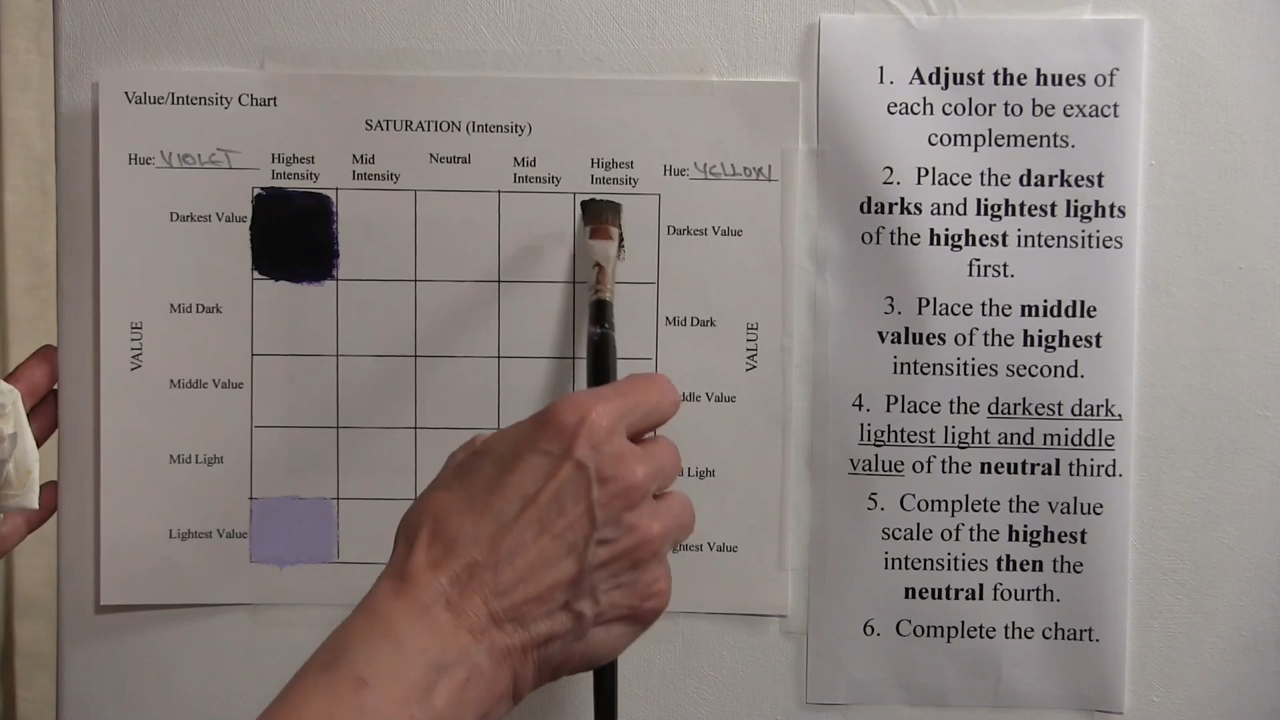 Value/Intensity Chart
SATURATION (Intensity)
Hue: VIOLET
Highest Intensity
Mid Intensity
Neutral
Mid Intensity
Highest Intensity
Hue: YELLOW
Darkest Value
Darkest Value
Mid Dark
Mid Dark
VALUE
VALUE
Middle Value
Value
Mid Light
Light
Lightest Value
Value
1. Adjust the hues of
each color to be exact
complements.
2. Place the darkest
darks and lightest lights
of the highest intensities
first.
3. Place the middle
values of the highest
intensities second.
4. Place the darkest dark,
lightest light and middle
value of the neutral third.
5. Complete the value
scale of the highest
intensities then the
neutral fourth.
6. Complete the chart.